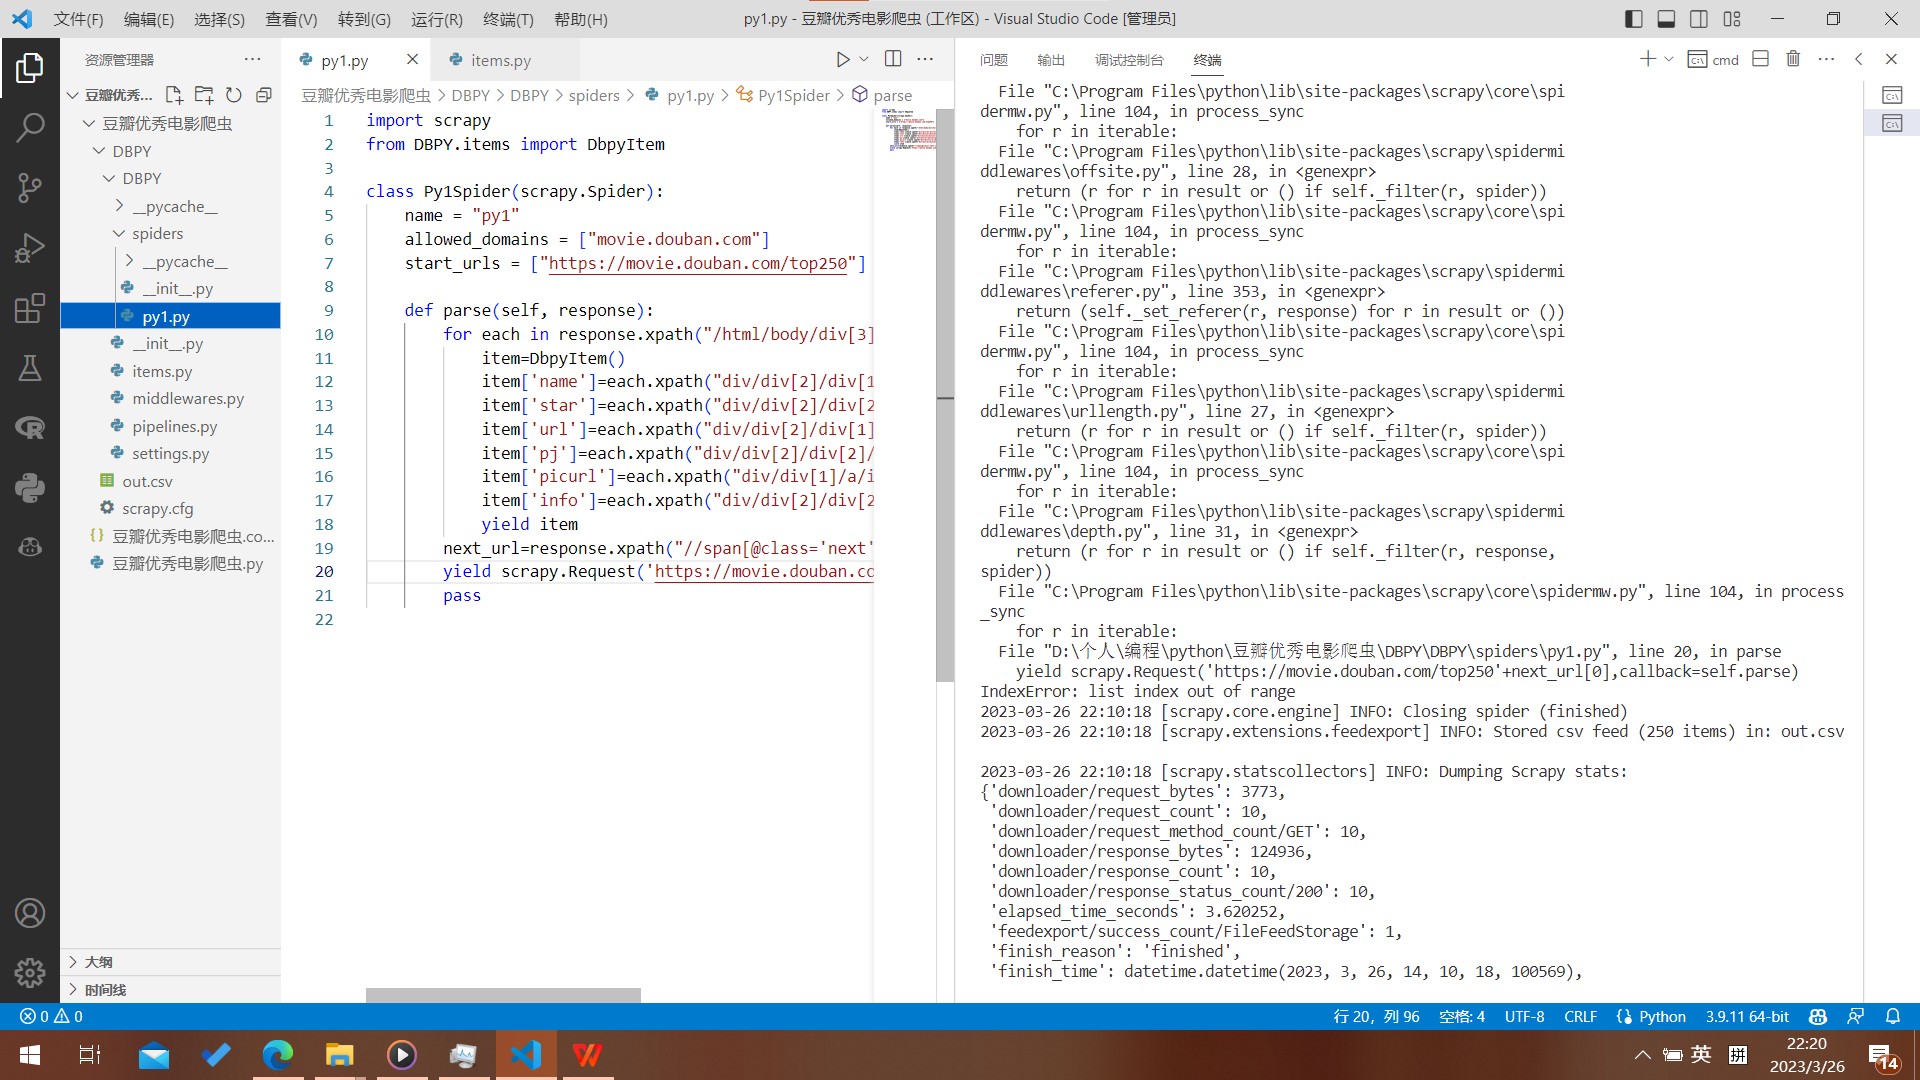 文件(F) 编辑(E) 选择(S) 查看(V) 转到(G) 运行(R) 终端(T) 帮助(H) py1.py - 豆瓣优秀电影爬虫 (工作区) - Visual Studio Code [管理员]
资源管理器
豆瓣优秀...
豆瓣优秀电影爬虫
DBPY
DBPY
__pycache__
spiders
__pycache__
__init__.py
py1.py
__init__.py
items.py
middlewares.py
pipelines.py
settings.py
out.csv
scrapy.cfg
豆瓣优秀电影爬虫.co...
豆瓣优秀电影爬虫.py
大纲
时间线
py1.py items.py
豆瓣优秀电影爬虫 > DBPY > DBPY > spiders > py1.py > Py1Spider > parse
1 import scrapy
2 from DBPY.items import DbpyItem
3
4 class Py1Spider(scrapy.Spider):
5 name = "py1"
6 allowed_domains = ["movie.douban.com"]
7 start_urls = ["https://movie.douban.com/top250"]
8
9 def parse(self, response):
10 for each in response.xpath("/html/body/div[3]
11 item=DbpyItem()
12 item['name']=each.xpath("div/div[2]/div[1
13 item['star']=each.xpath("div/div[2]/div[2
14 item['url']=each.xpath("div/div[2]/div[1]
15 item['pj']=each.xpath("div/div[2]/div[2]/
16 item['picurl']=each.xpath("div/div[1]/a/i
17 item['info']=each.xpath("div/div[2]/div[2
18 yield item
19 next_url=response.xpath("//span[@class='next'
20 yield scrapy.Request('https://movie.douban.co
21 pass
22
问题 输出 调试控制台 终端 cmd
File "C:\Program Files\python\lib\site-packages\scrapy\core\spi
dermw.py", line 104, in process_sync
for r in iterable:
File "C:\Program Files\python\lib\site-packages\scrapy\spidermi
ddlewares\offsite.py", line 28, in <genexpr>
return (r for r in result or () if self._filter(r, spider))
File "C:\Program Files\python\lib\site-packages\scrapy\core\spi
dermw.py", line 104, in process_sync
for r in iterable:
File "C:\Program Files\python\lib\site-packages\scrapy\spidermi
ddlewares\referer.py", line 353, in <genexpr>
return (self._set_referer(r, response) for r in result or ())
File "C:\Program Files\python\lib\site-packages\scrapy\core\spi
dermw.py", line 104, in process_sync
for r in iterable:
File "C:\Program Files\python\lib\site-packages\scrapy\spidermi
ddlewares\urllength.py", line 27, in <genexpr>
return (r for r in result or () if self._filter(r, spider))
File "C:\Program Files\python\lib\site-packages\scrapy\core\spi
dermw.py", line 104, in process_sync
for r in iterable:
File "C:\Program Files\python\lib\site-packages\scrapy\spidermi
ddlewares\depth.py", line 31, in <genexpr>
return (r for r in result or () if self._filter(r, response,
spider))
File "C:\Program Files\python\lib\site-packages\scrapy\core\spidermw.py", line 104, in process
_sync
for r in iterable:
File "D:\个人\编程\python\豆瓣优秀电影爬虫\DBPY\DBPY\spiders\py1.py", line 20, in parse
yield scrapy.Request('https://movie.douban.com/top250'+next_url[0],callback=self.parse)
IndexError: list index out of range
2023-03-26 22:10:18 [scrapy.core.engine] INFO: Closing spider (finished)
2023-03-26 22:10:18 [scrapy.extensions.feedexport] INFO: Stored csv feed (250 items) in: out.csv
2023-03-26 22:10:18 [scrapy.statscollectors] INFO: Dumping Scrapy stats:
{'downloader/request_bytes': 3773,
'downloader/request_count': 10,
'downloader/request_method_count/GET': 10,
'downloader/response_bytes': 124936,
'downloader/response_count': 10,
'downloader/response_status_count/200': 10,
'elapsed_time_seconds': 3.620252,
'feedexport/success_count/FileFeedStorage': 1,
'finish_reason': 'finished',
'finish_time': datetime.datetime(2023, 3, 26, 14, 10, 18, 100569),
0 0 行 20, 列 96 空格: 4 UTF-8 CRLF Python 3.9.11 64-bit
英 拼 22:20
2023/3/26 14